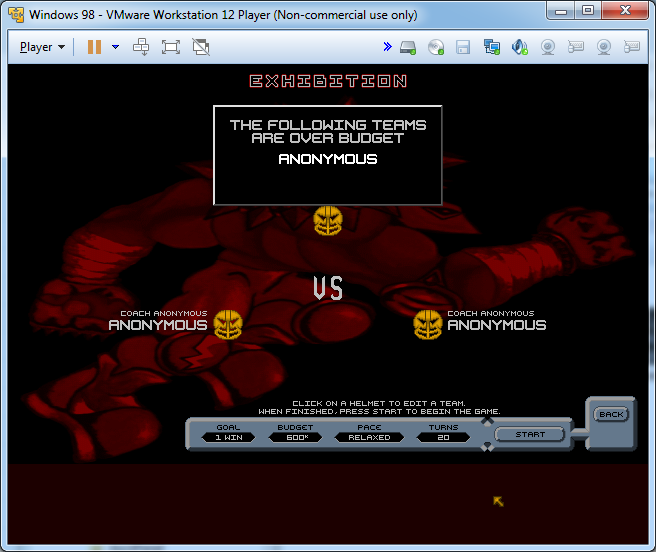 Windows 98 - VMware Workstation 12 Player (Non-commercial use only)
Player
EXHIBITION
THE FOLLOWING TEAMS
ARE OVER BUDGET
ANONYMOUS
VS
COACH ANONYMOUS
ANONYMOUS
COACH ANONYMOUS
ANONYMOUS
CLICK ON A HELMET TO EDIT A TEAM.
WHEN FINISHED, PRESS START TO BEGIN THE GAME.
BACK
GOAL BUDGET PACE TURNS
1 WIN 600K RELAXED 20
START